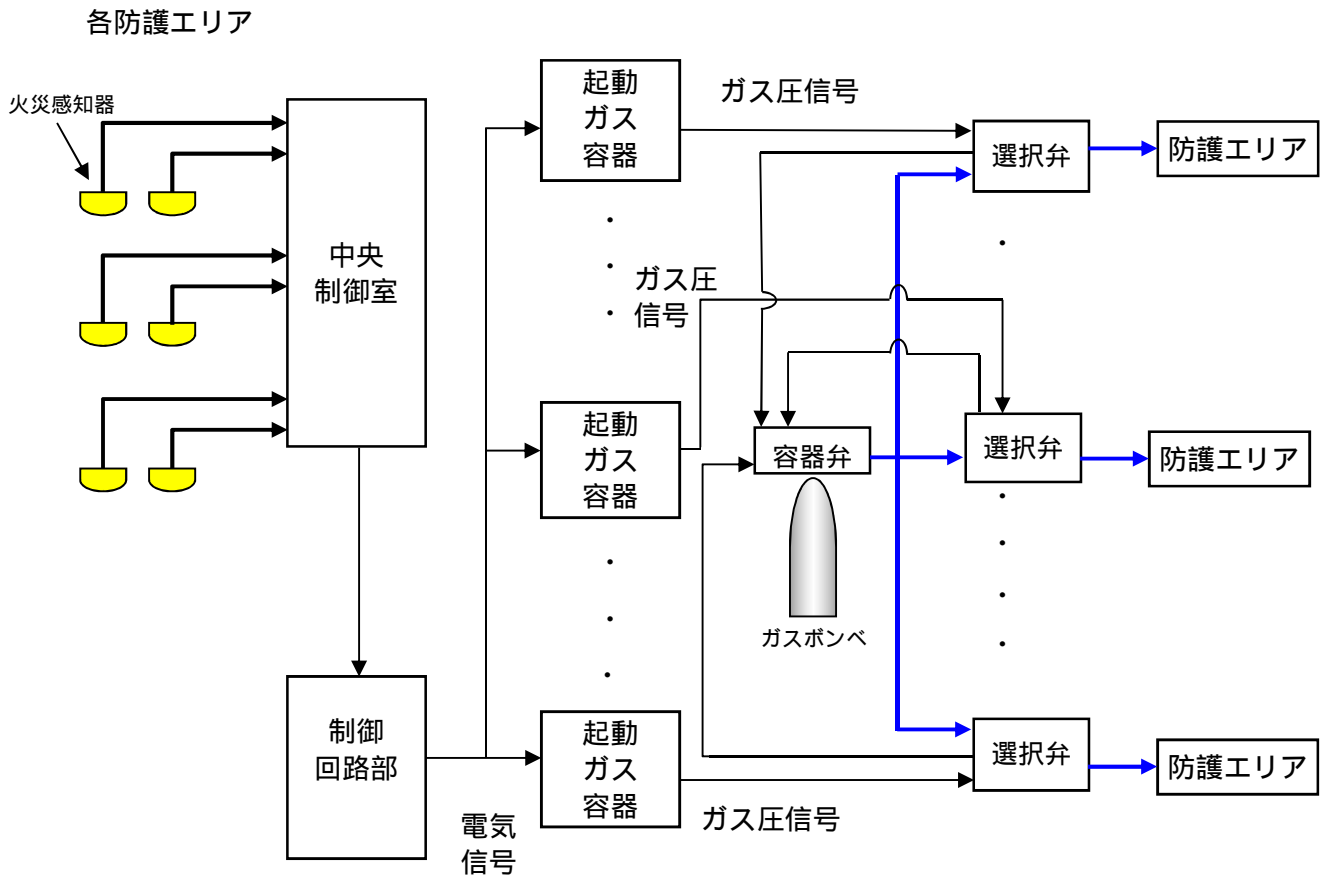 各防護エリア
火災感知器
中央
制御室
制御
回路部
電気
信号
起動
ガス
容器
ガス圧信号
選択弁
防護エリア
ガス圧
信号
起動
ガス
容器
容器弁
ガスボンベ
選択弁
防護エリア
起動
ガス
容器
ガス圧信号
選択弁
防護エリア